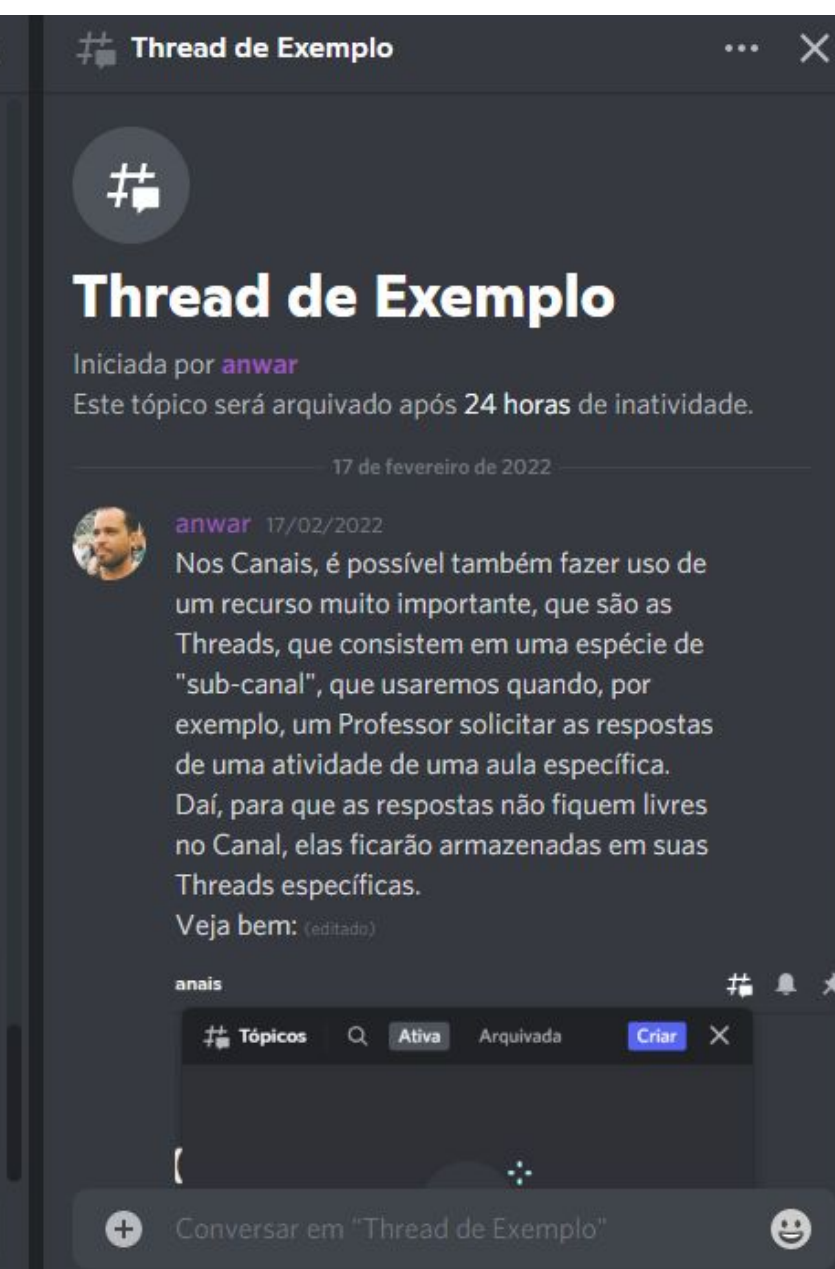 Thread de Exemplo
Thread de Exemplo
Iniciada por anwar
Este tópico será arquivado após 24 horas de inatividade.
17 de fevereiro de 2022
anwar 17/02/2022
Nos Canais, é possível também fazer uso de
um recurso muito importante, que são as
Threads, que consistem em uma espécie de
"sub-canal", que usaremos quando, por
exemplo, um Professor solicitar as respostas
de uma atividade de uma aula específica.
Daí, para que as respostas não fiquem livres
no Canal, elas ficarão armazenadas em suas
Threads específicas.
Veja bem: (editado)
anais
Tópicos Ativa Arquivada Criar
Conversar em "Thread de Exemplo"